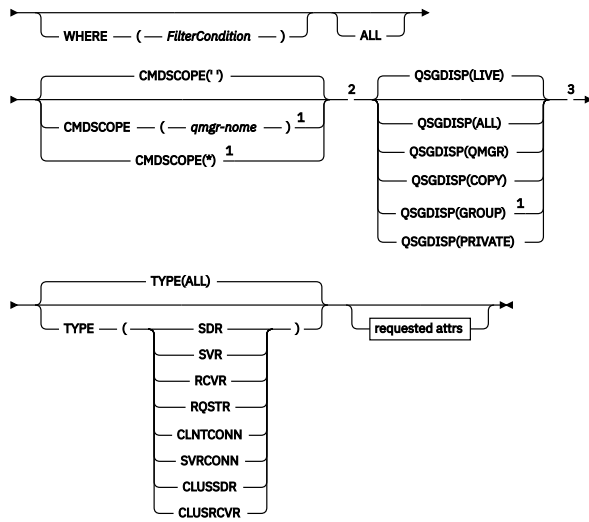 WHERE ( FilterCondition ) ALL
CMDSCOPE(' ') 2 QSGDISP(LIVE) 3
CMDSCOPE ( qmgr-nome ) 1 QSGDISP(ALL)
CMDSCOPE(*) 1 QSGDISP(QMGR)
QSGDISP(COPY)
QSGDISP(GROUP) 1
QSGDISP(PRIVATE)
TYPE(ALL)
TYPE ( SDR ) requested attrs
SVR
RCVR
RQSTR
CLNTCONN
SVRCONN
CLUSSDR
CLUSRCVR